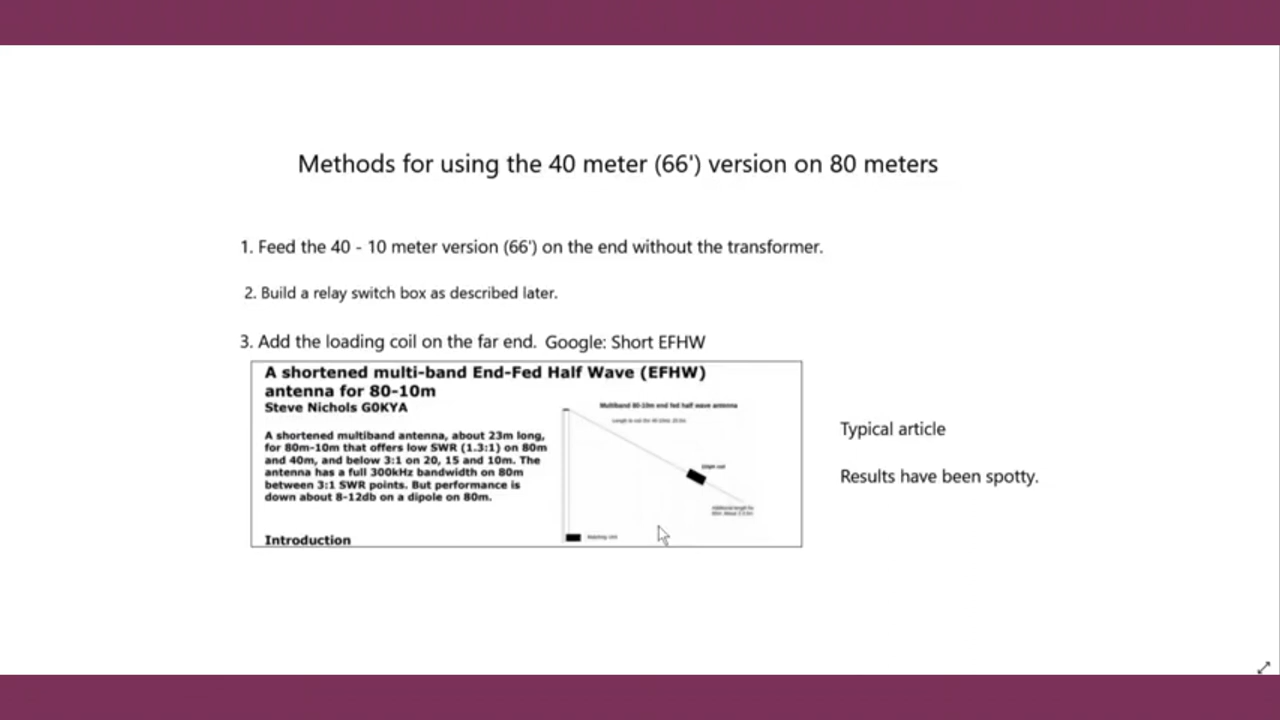 Methods for using the 40 meter (66') version on 80 meters
1. Feed the 40 - 10 meter version (66') on the end without the transformer.
2. Build a relay switch box as described later.
3. Add the loading coil on the far end. Google: Short EFHW
A shortened multi-band End-Fed Half Wave (EFHW)
antenna for 80-10m
Steve Nichols G0KYA
A shortened multiband antenna, about 23m long,
for 80m-10m that offers low SWR (1.3:1) on 80m
and 40m, and below 3:1 on 20, 15 and 10m. The
antenna has a full 300kHz bandwidth on 80m
between 3:1 SWR points. But performance is
down about 8-12db on a dipole on 80m.
Introduction
Multiband 80-10m end fed half wave antenna
Typical article
Results have been spotty.